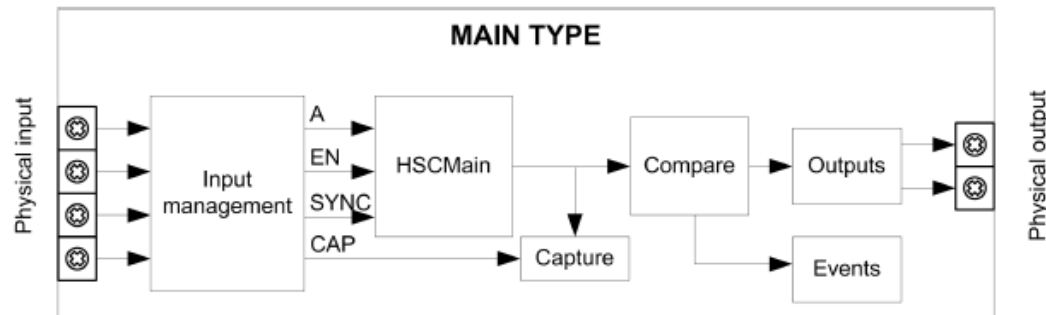 MAIN TYPE
Physical input
Physical output
A
EN
SYNC
CAP
Input
management
HSCMain
Compare
Outputs
Capture
Events